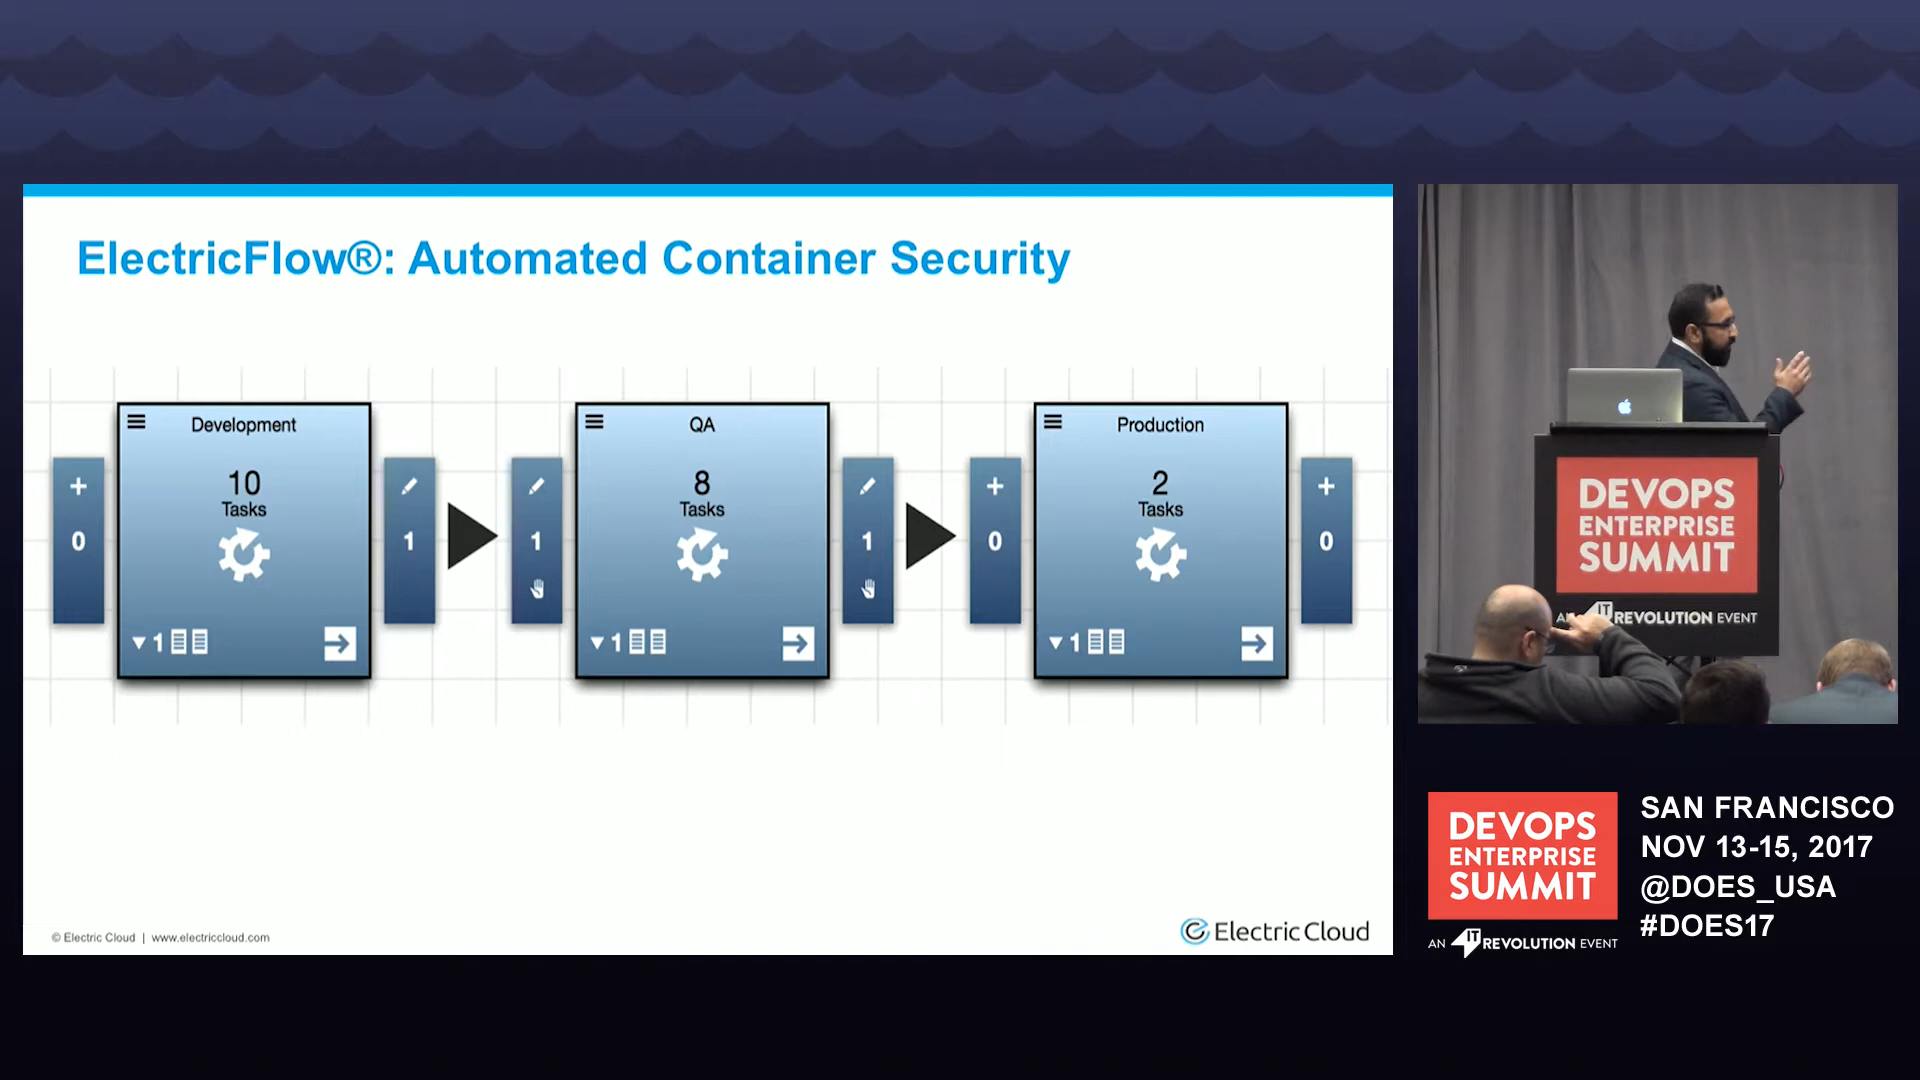 ElectricFlow®: Automated Container Security
Development
10
Tasks
0
1
1
QA
8
Tasks
1
1
1
Production
2
Tasks
0
1
0
© Electric Cloud | www.electriccloud.com
Electric Cloud
DEVOPS
ENTERPRISE
SUMMIT
AN IT REVOLUTION EVENT
DEVOPS
ENTERPRISE
SUMMIT
AN IT REVOLUTION EVENT
SAN FRANCISCO
NOV 13-15, 2017
@DOES_USA
#DOES17